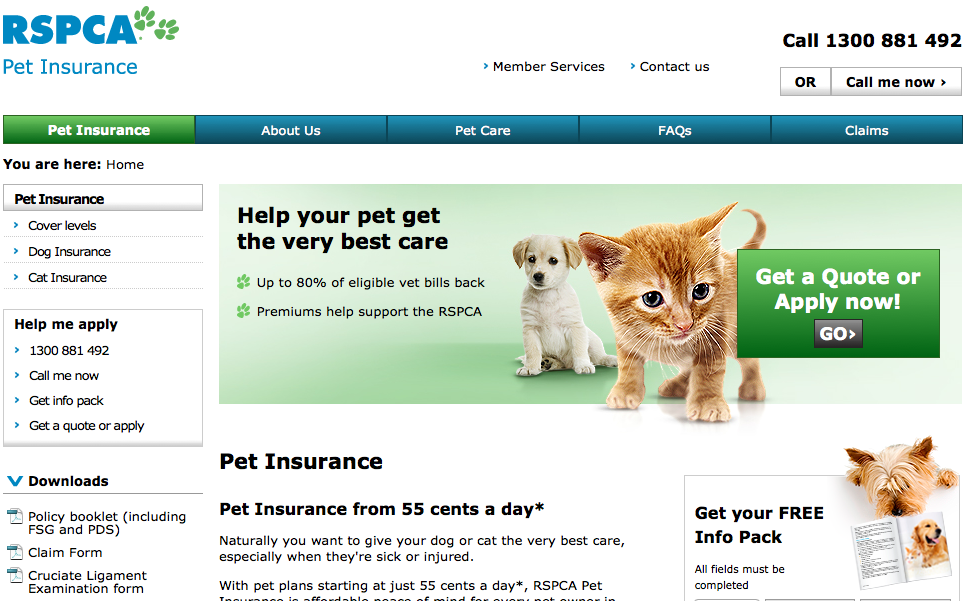 RSPCA
Pet Insurance
Call 1300 881 492
› Member Services › Contact us
OR Call me now ›
Pet Insurance About Us Pet Care FAQs Claims
You are here: Home
Pet Insurance
› Cover levels
› Dog Insurance
› Cat Insurance
Help me apply
› 1300 881 492
› Call me now
› Get info pack
› Get a quote or apply
Downloads
Policy booklet (including
FSG and PDS)
Claim Form
Cruciate Ligament
Examination form
Help your pet get
the very best care
Up to 80% of eligible vet bills back
Premiums help support the RSPCA
Get a Quote or
Apply now!
GO›
Pet Insurance
Pet Insurance from 55 cents a day*
Naturally you want to give your dog or cat the very best care,
especially when they're sick or injured.
With pet plans starting at just 55 cents a day*, RSPCA Pet
Insurance is affordable peace of mind for every pet owner in
Get your FREE
Info Pack
All fields must be
completed